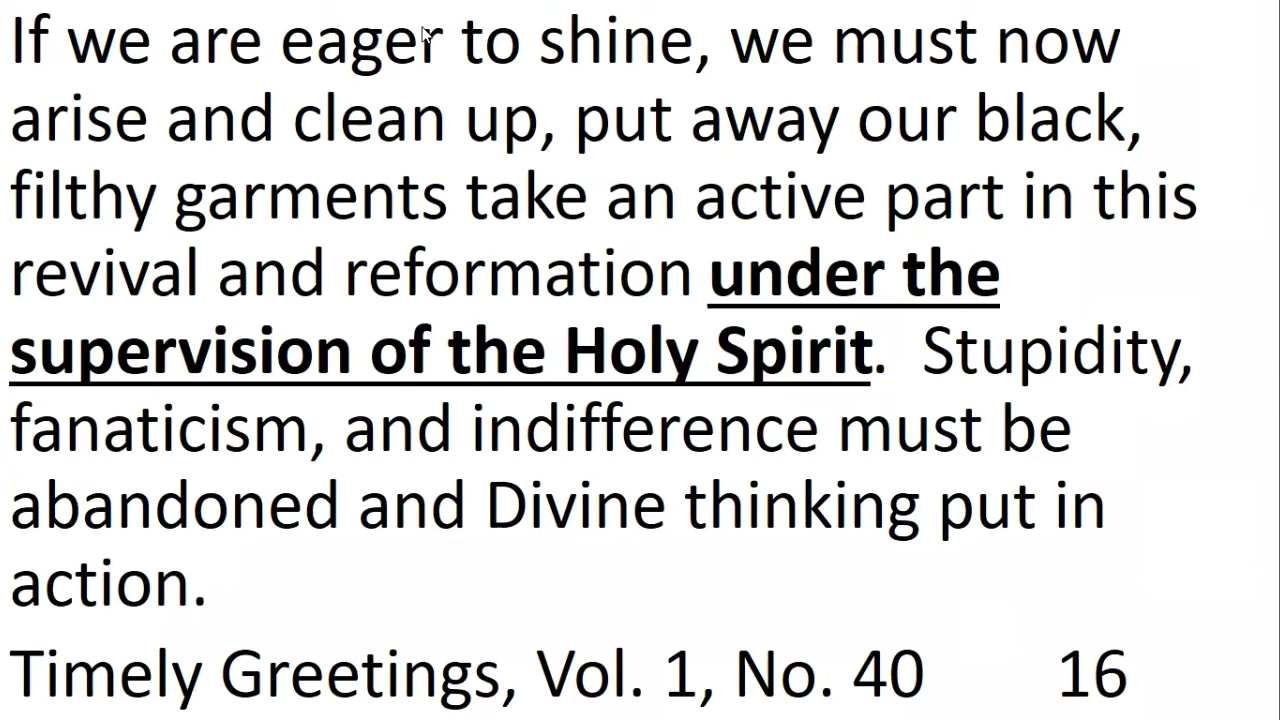 If we are eager to shine, we must now
arise and clean up, put away our black,
filthy garments take an active part in this
revival and reformation under the
supervision of the Holy Spirit.  Stupidity,
fanaticism, and indifference must be
abandoned and Divine thinking put in
action.
Timely Greetings, Vol. 1, No. 40 16